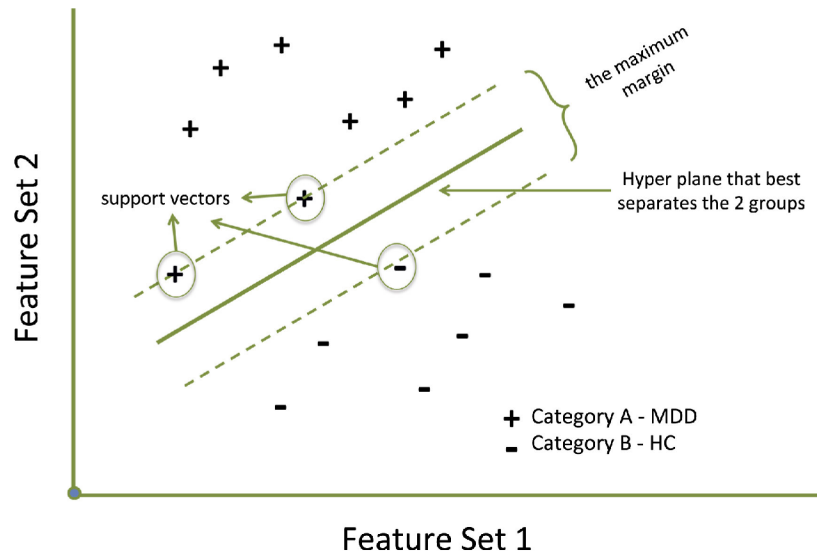 the maximum
margin
Feature Set 2
support vectors
Hyper plane that best
separates the 2 groups
+ Category A - MDD
- Category B - HC
Feature Set 1